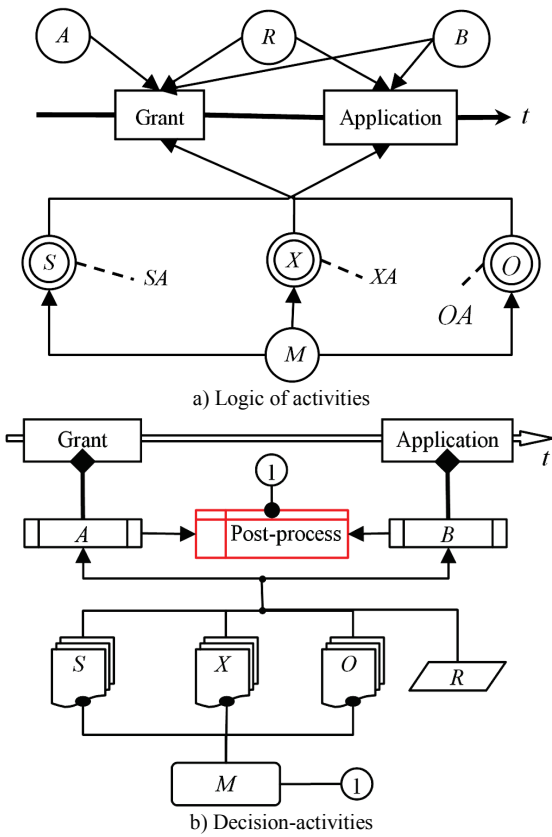 A R B
Grant Application t
S X O
SA XA OA
M
a) Logic of activities
Grant Application t
1
A Post-process B
S X O R
M 1
b) Decision-activities